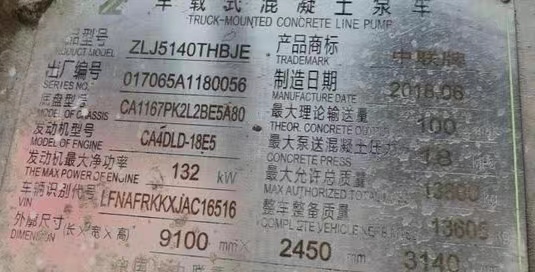 车载式混凝土泵车
TRUCK-MOUNTED CONCRETE LINE PUMP
产品型号 ZLJ5140THBJE 产品商标 中联牌
PRODUCT MODEL TRADEMARK
出厂编号 017065A1180056 制造日期 2018.06
SERIES NO. MANUFACTURE DATE
底盘型号 CA1167PK2L2BE5A80 最大理论输送量 100
MODEL OF CHASSIS THEOR. CONCRETE
发动机型号 CA4DLD-18E5 最大泵送混凝土压力 18
MODEL OF ENGINE CONCRETE PRESS
发动机最大净功率 132 kW 最大允许总质量
THE MAX POWER OF ENGINE MAX AUTHORIZED 13800
车辆识别代号 LFNAFRKKXJAC16516 整车整备质量 13605
VIN COMPLETE VEHICLE
外廓尺寸(长×宽×高) 9100 mm× 2450 mm× 3140
DIMENSION